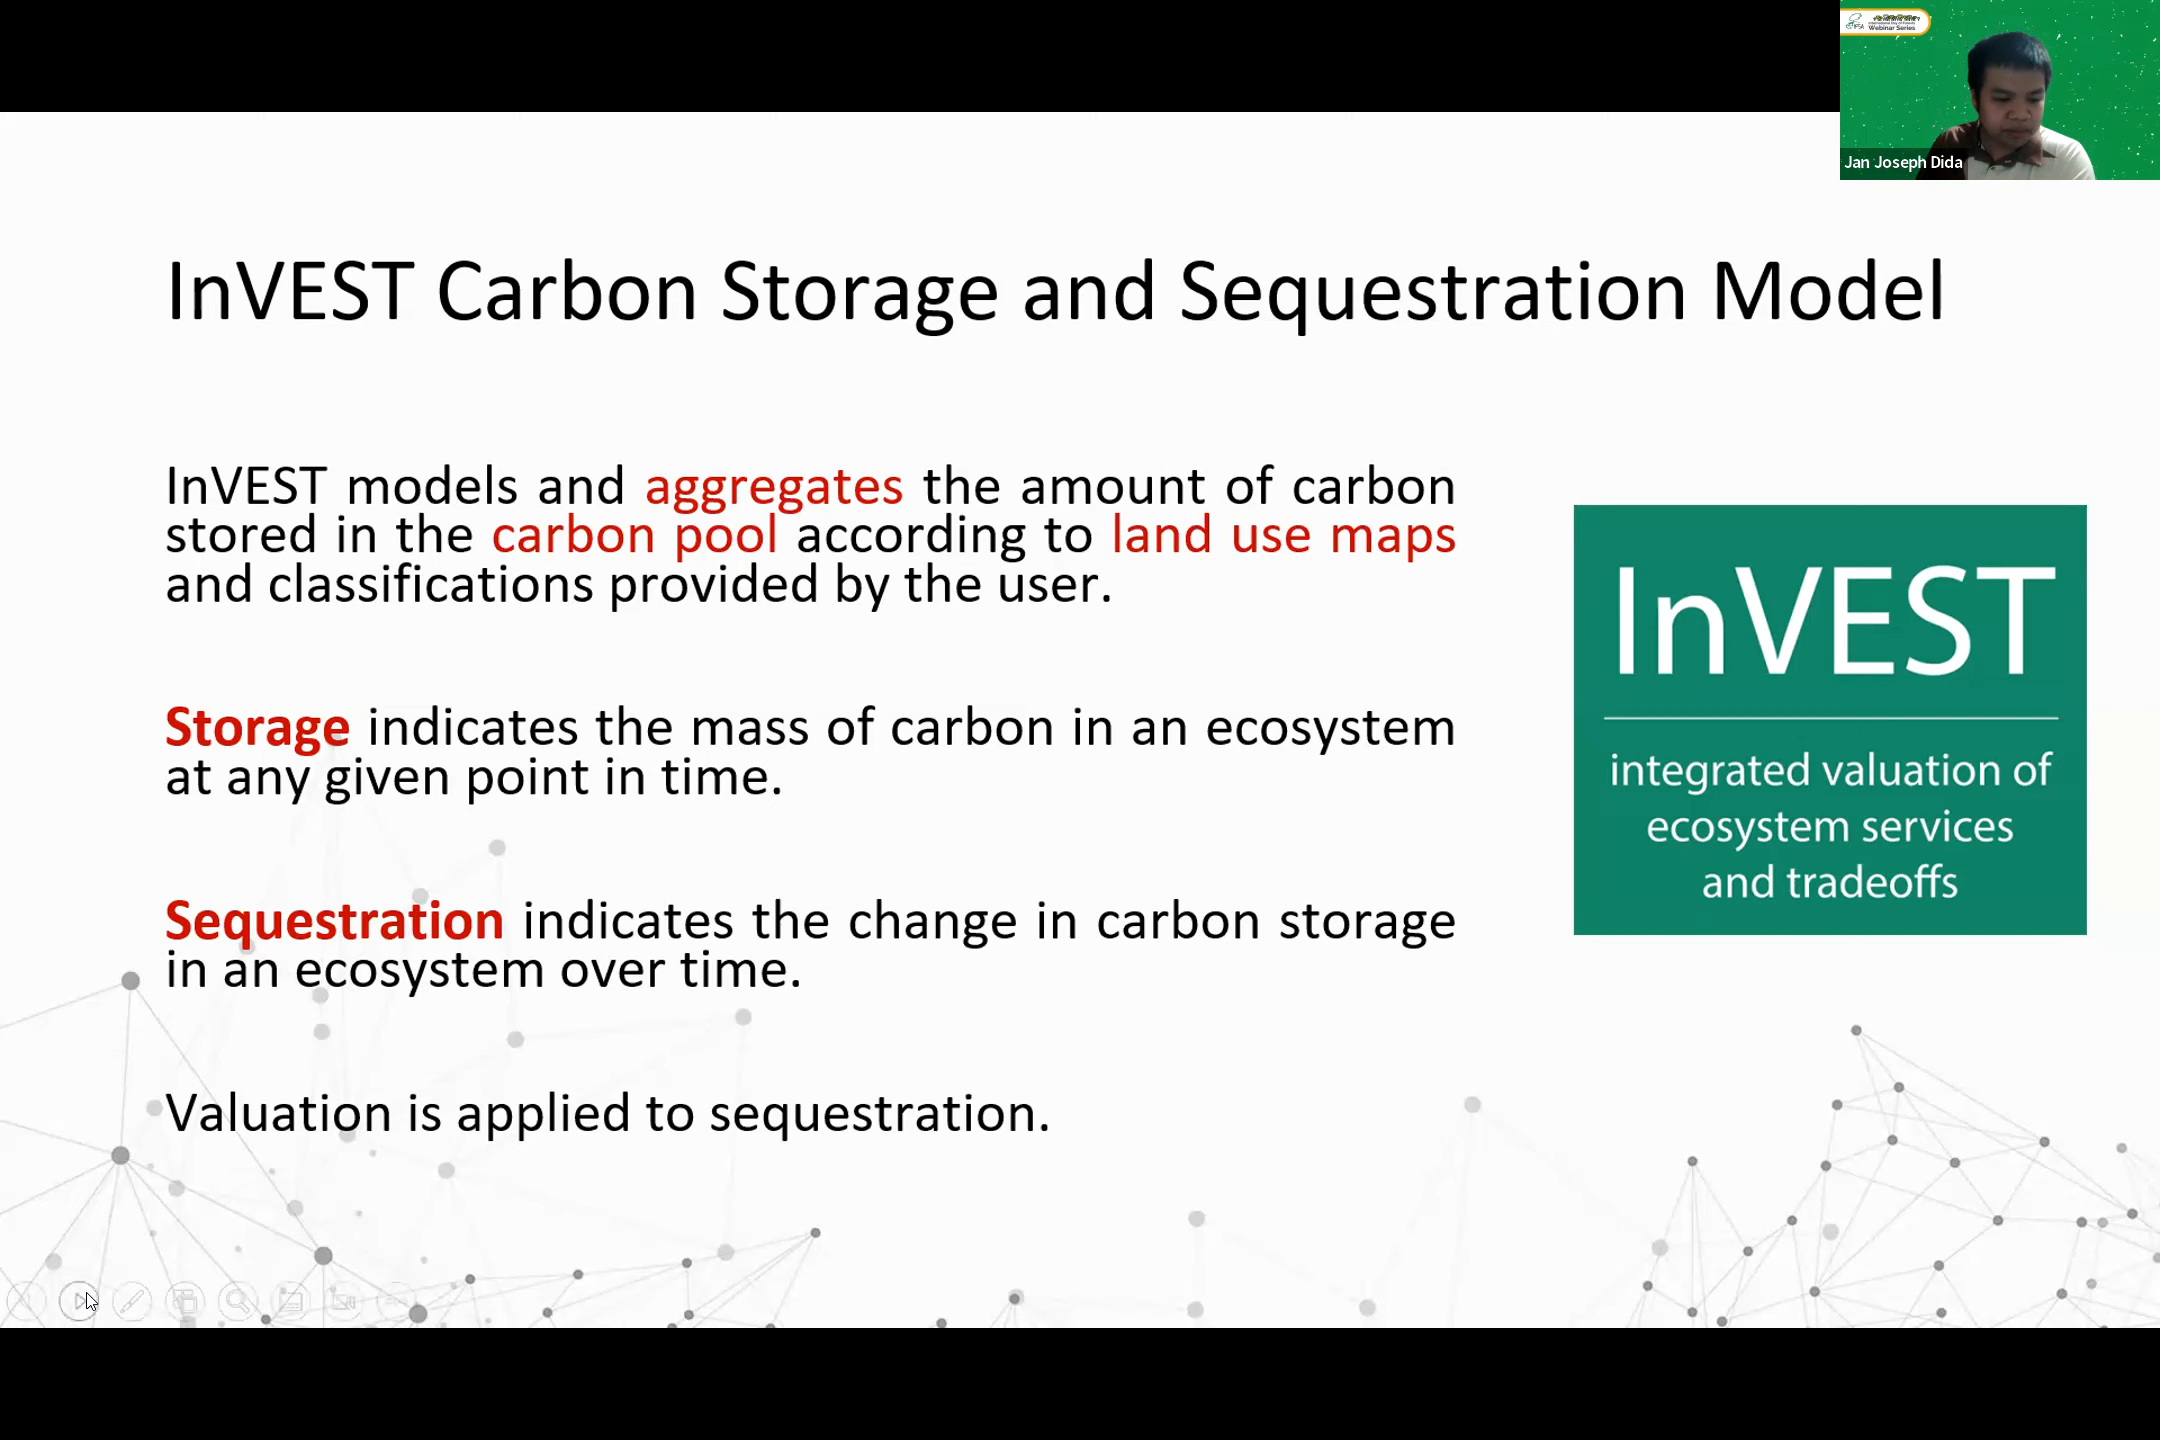 Webinar Series
Jan Joseph Dida
InVEST Carbon Storage and Sequestration Model
InVEST models and aggregates the amount of carbon
stored in the carbon pool according to land use maps
and classifications provided by the user.
Storage indicates the mass of carbon in an ecosystem
at any given point in time.
Sequestration indicates the change in carbon storage
in an ecosystem over time.
Valuation is applied to sequestration.
InVEST
integrated valuation of
ecosystem services
and tradeoffs